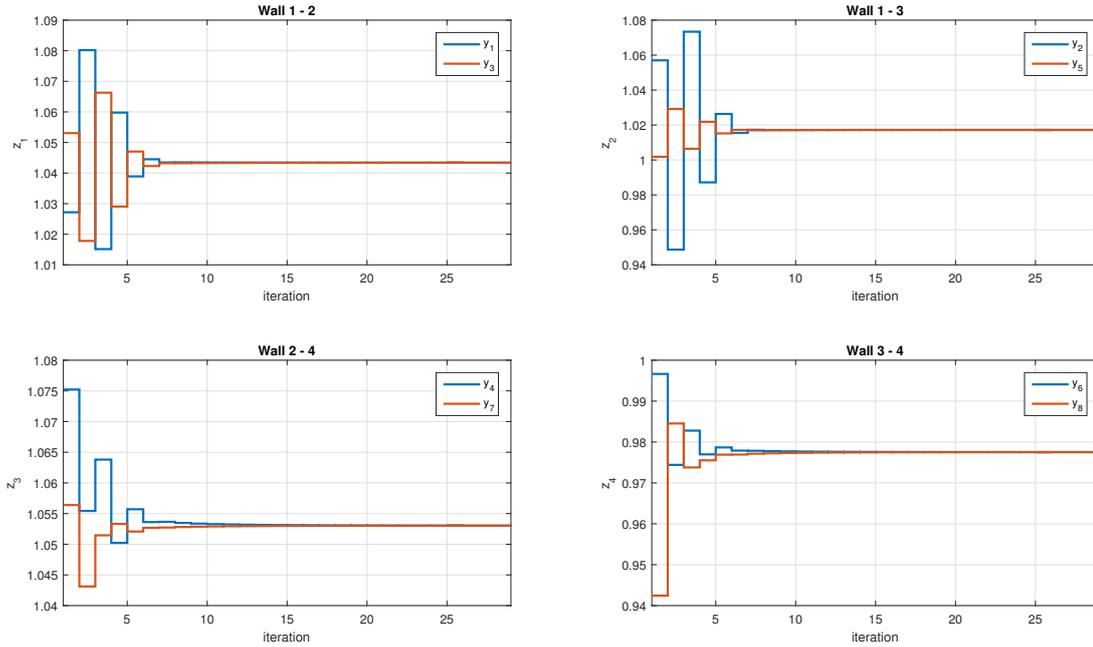 Wall 1 - 2
1.09
1.08
1.07
1.06
1.05
1.04
1.03
1.02
1.01
z1
5 10 15 20 25
iteration
y1
y3
Wall 1 - 3
1.08
1.06
1.04
1.02
1
0.98
0.96
0.94
z2
5 10 15 20 25
iteration
y2
y5
Wall 2 - 4
1.08
1.075
1.07
1.065
1.06
1.055
1.05
1.045
1.04
z3
5 10 15 20 25
iteration
y4
y7
Wall 3 - 4
1
0.99
0.98
0.97
0.96
0.95
0.94
z4
5 10 15 20 25
iteration
y6
y8